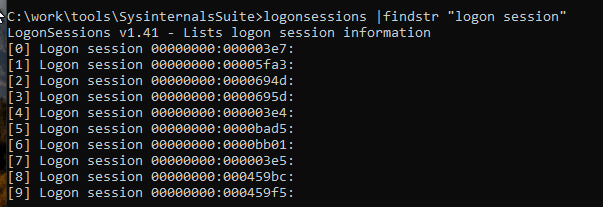 C:\work\tools\SysinternalsSuite>logonsessions |findstr "logon session"
LogonSessions v1.41 - Lists logon session information
[0] Logon session 00000000:000003e7:
[1] Logon session 00000000:00005fa3:
[2] Logon session 00000000:0000694d:
[3] Logon session 00000000:0000695d:
[4] Logon session 00000000:000003e4:
[5] Logon session 00000000:0000bad5:
[6] Logon session 00000000:0000bb01:
[7] Logon session 00000000:000003e5:
[8] Logon session 00000000:000459bc:
[9] Logon session 00000000:000459f5: